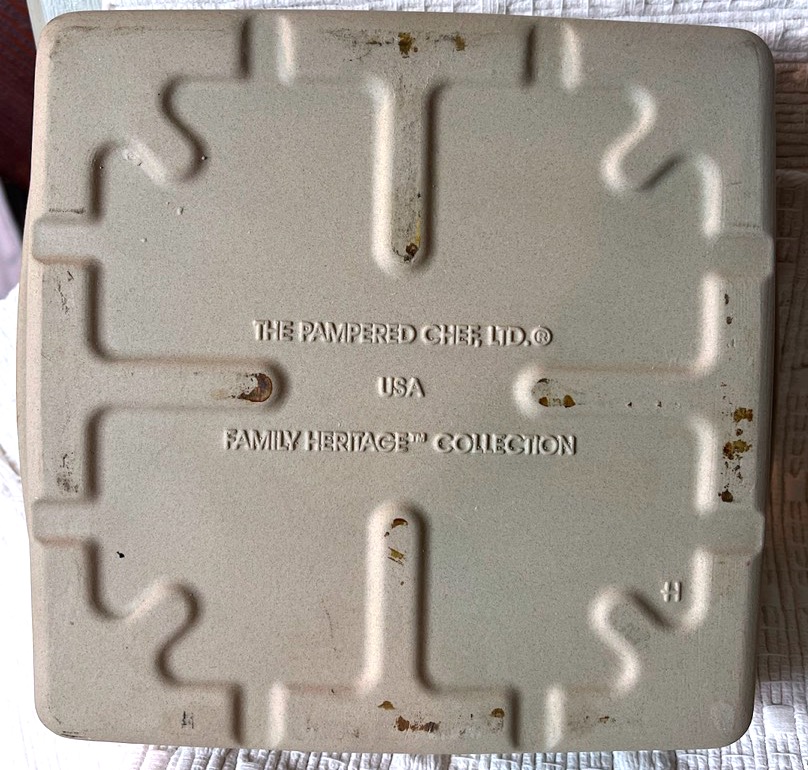 THE PAMPERED CHEF, LTD.®
USA
FAMILY HERITAGE™ COLLECTION
H